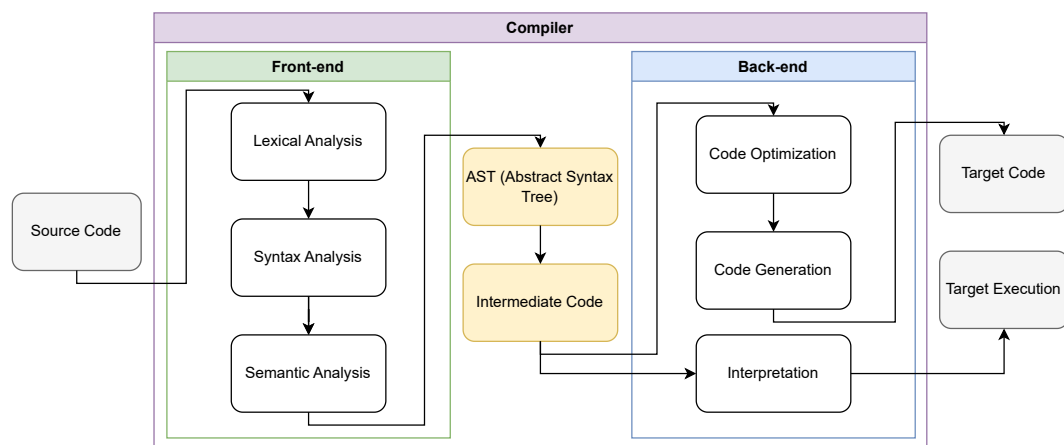 Compiler
Front-end
Back-end
Lexical Analysis
Syntax Analysis
Semantic Analysis
Source Code
AST (Abstract Syntax
Tree)
Intermediate Code
Code Optimization
Code Generation
Interpretation
Target Code
Target Execution